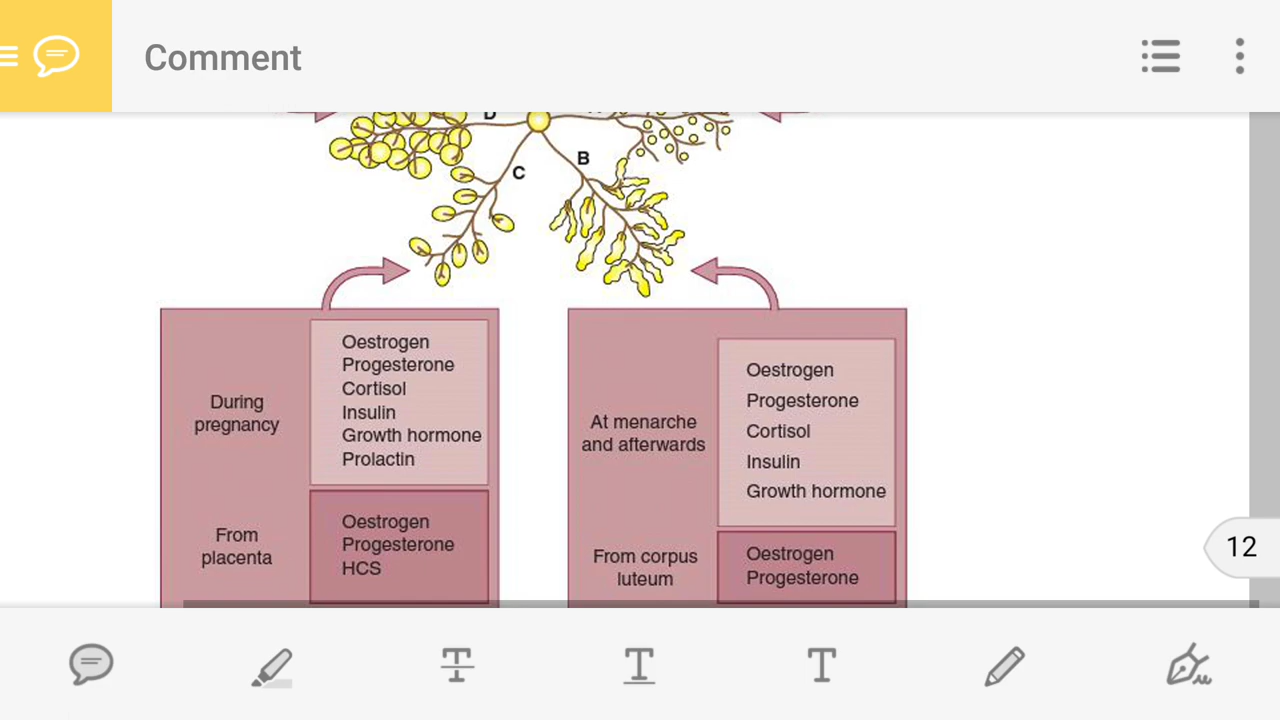 Comment
D
C
B
During
pregnancy
Oestrogen
Progesterone
Cortisol
Insulin
Growth hormone
Prolactin
From
placenta
Oestrogen
Progesterone
HCS
At menarche
and afterwards
Oestrogen
Progesterone
Cortisol
Insulin
Growth hormone
From corpus
luteum
Oestrogen
Progesterone
12
T
T
T